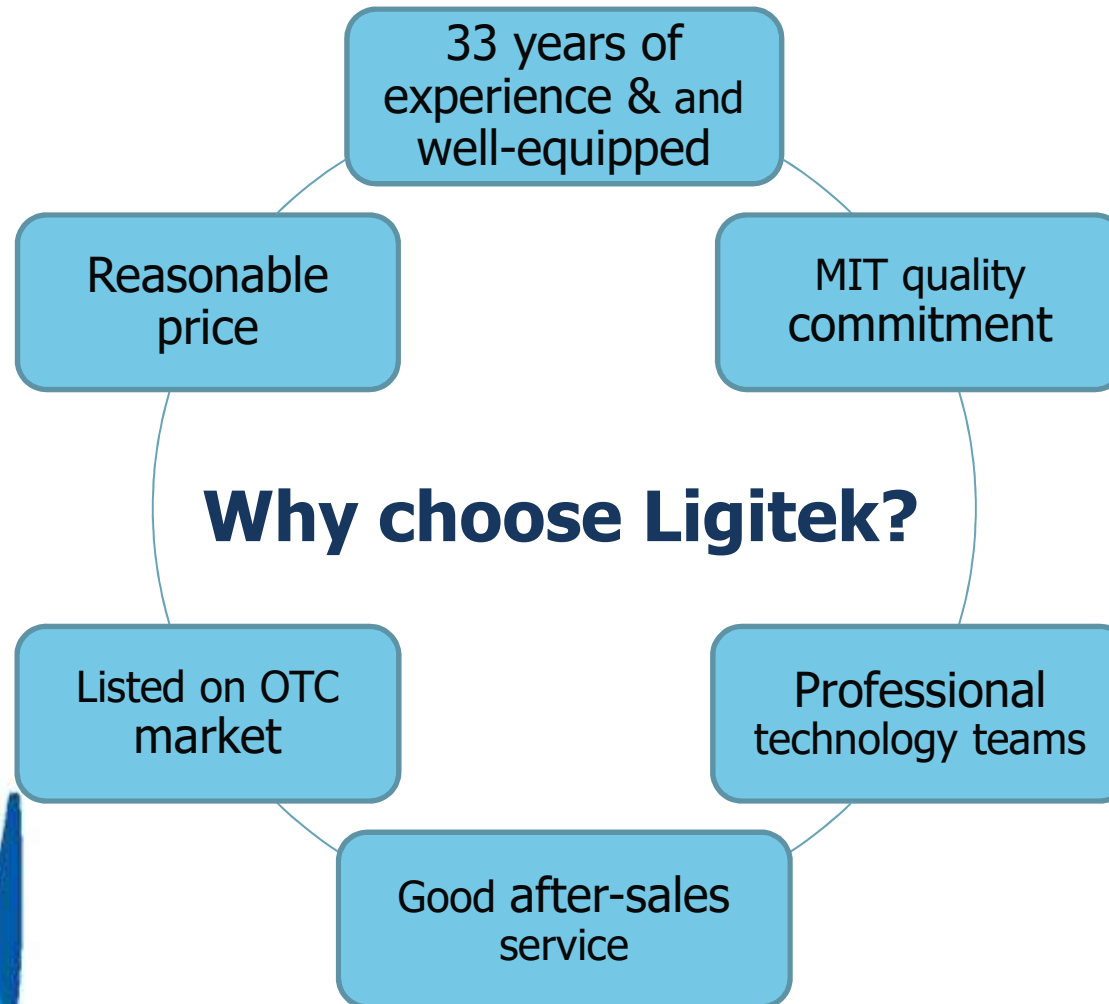 33 years of
experience & and
well-equipped
Reasonable
price
MIT quality
commitment
Why choose Ligitek?
Listed on OTC
market
Professional
technology teams
Good after-sales
service